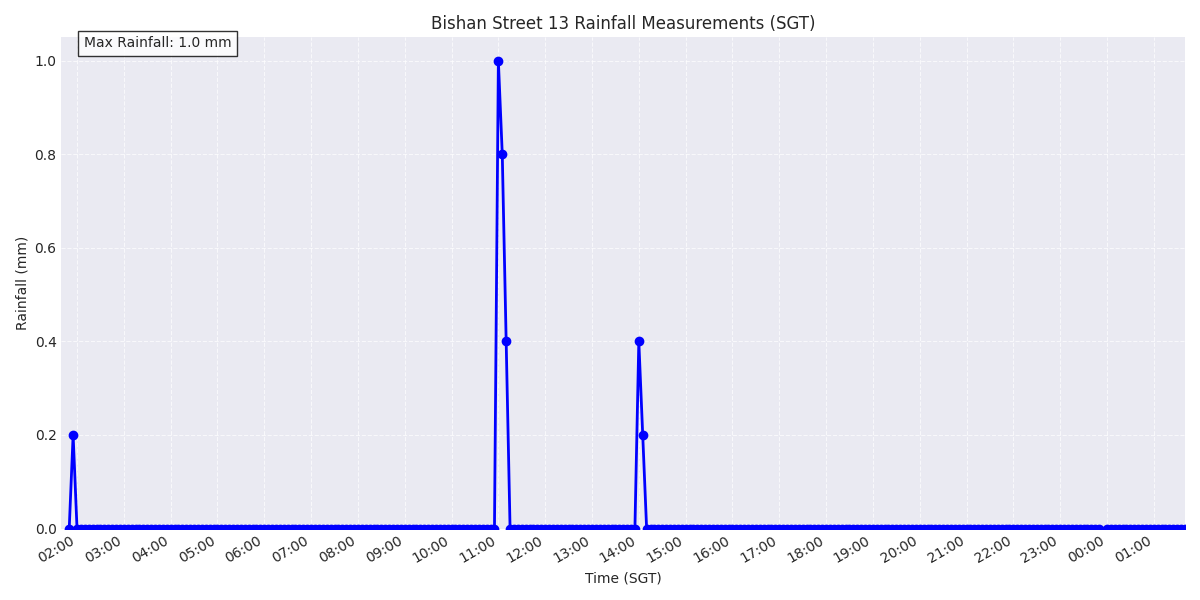 Bishan Street 13 Rainfall Measurements (SGT)
Max Rainfall: 1.0 mm
1.0
0.8
0.6
0.4
0.2
0.0
Rainfall (mm)
02:00 03:00 04:00 05:00 06:00 07:00 08:00 09:00 10:00 11:00 12:00 13:00 14:00 15:00 16:00 17:00 18:00 19:00 20:00 21:00 22:00 23:00 00:00 01:00
Time (SGT)